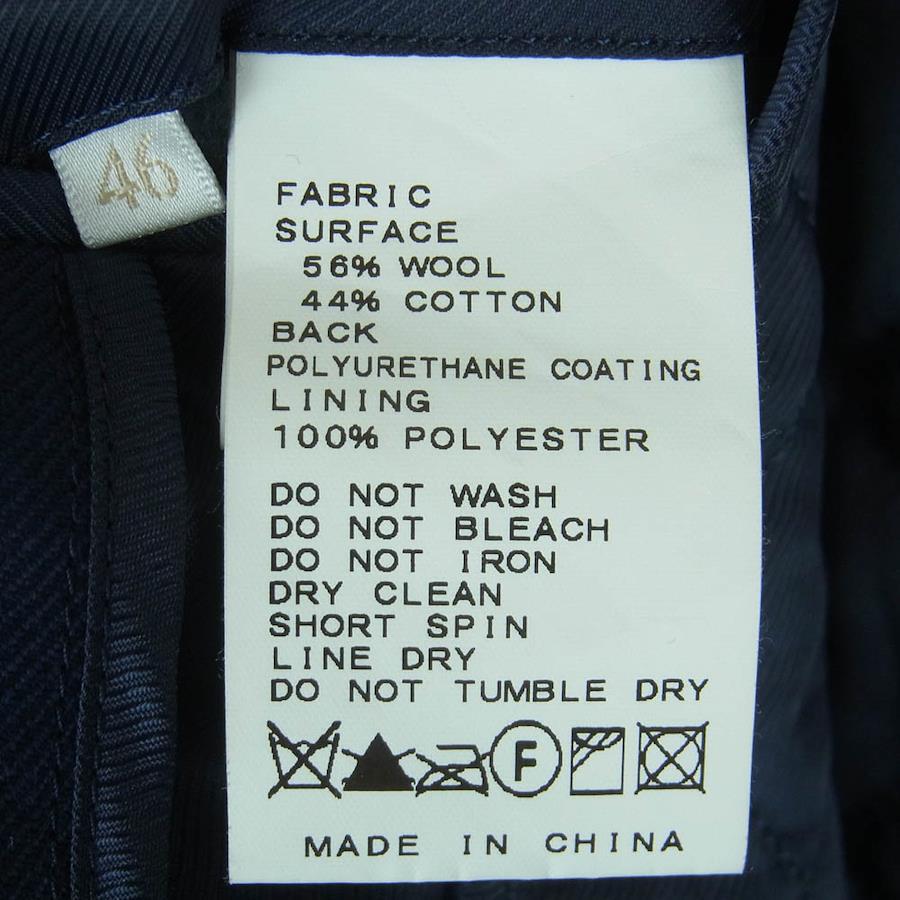 46
FABRIC
SURFACE
56% WOOL
44% COTTON
BACK
POLYURETHANE COATING
LINING
100% POLYESTER
DO NOT WASH
DO NOT BLEACH
DO NOT IRON
DRY CLEAN
SHORT SPIN
LINE DRY
DO NOT TUMBLE DRY
F
MADE IN CHINA